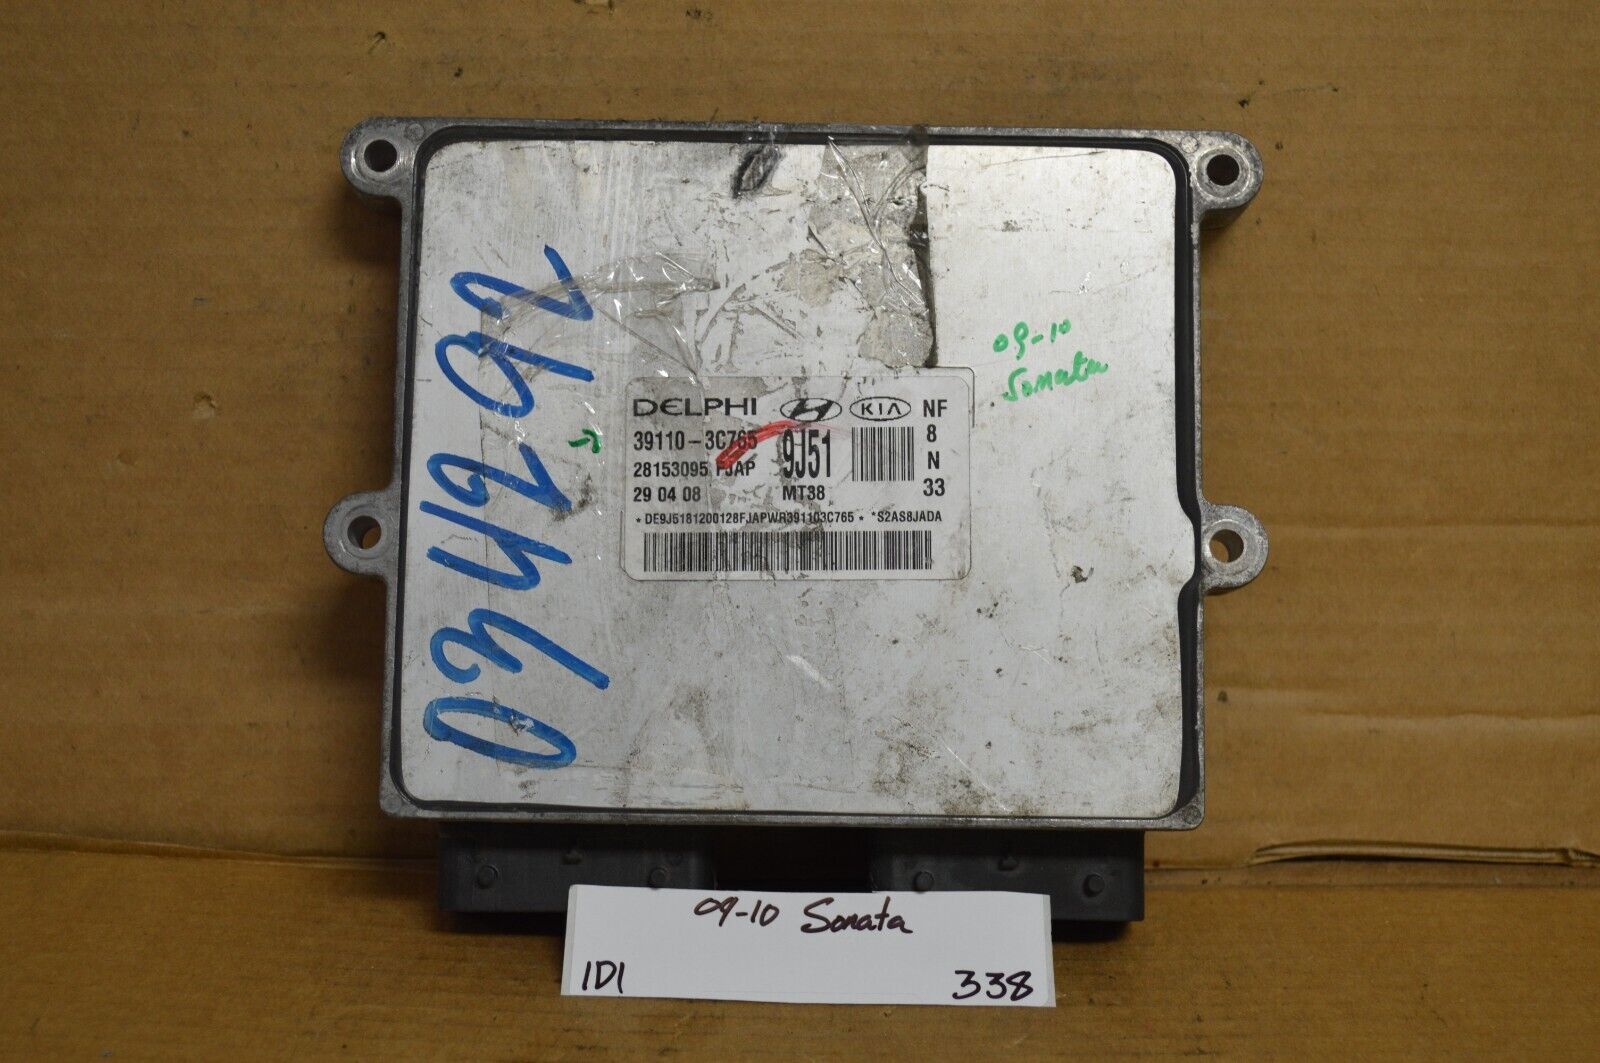 034292
09-10
Sonata
DELPHI KIA NF
39110-3C765 9J51 8
28153095 FJAP N
29 04 08 MT38 33
* DE9J5181200128FJAPWR391103C765 * *S2AS8JADA
09-10 Sonata
1D1 338